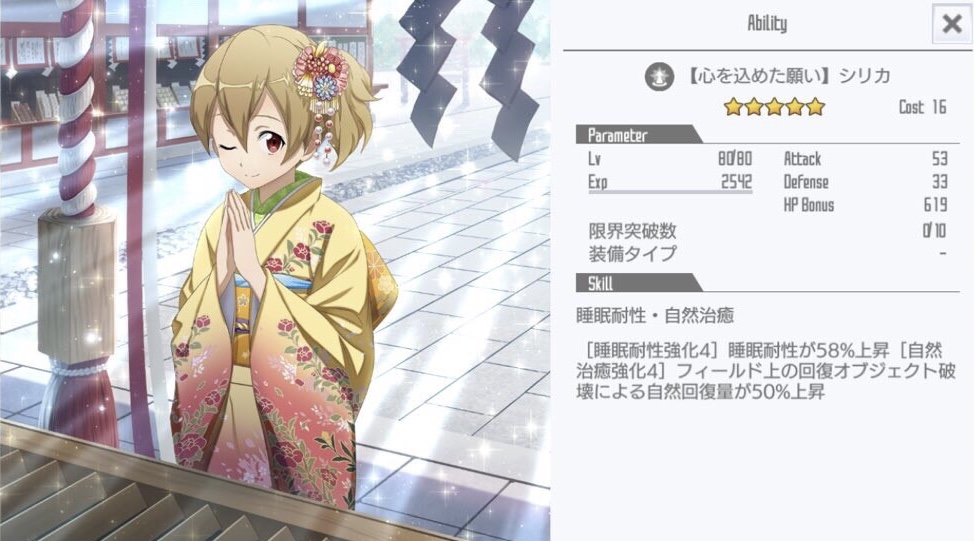 Ability
【心を込めた願い】シリカ
Cost 16
Parameter
Lv 80/80 Attack 53
Exp 2542 Defense 33
HP Bonus 619
限界突破数 0/10
装備タイプ -
Skill
睡眠耐性・自然治癒
［睡眠耐性強化4］睡眠耐性が58%上昇［自然
治癒強化4］フィールド上の回復オブジェクト破
壊による自然回復量が50%上昇